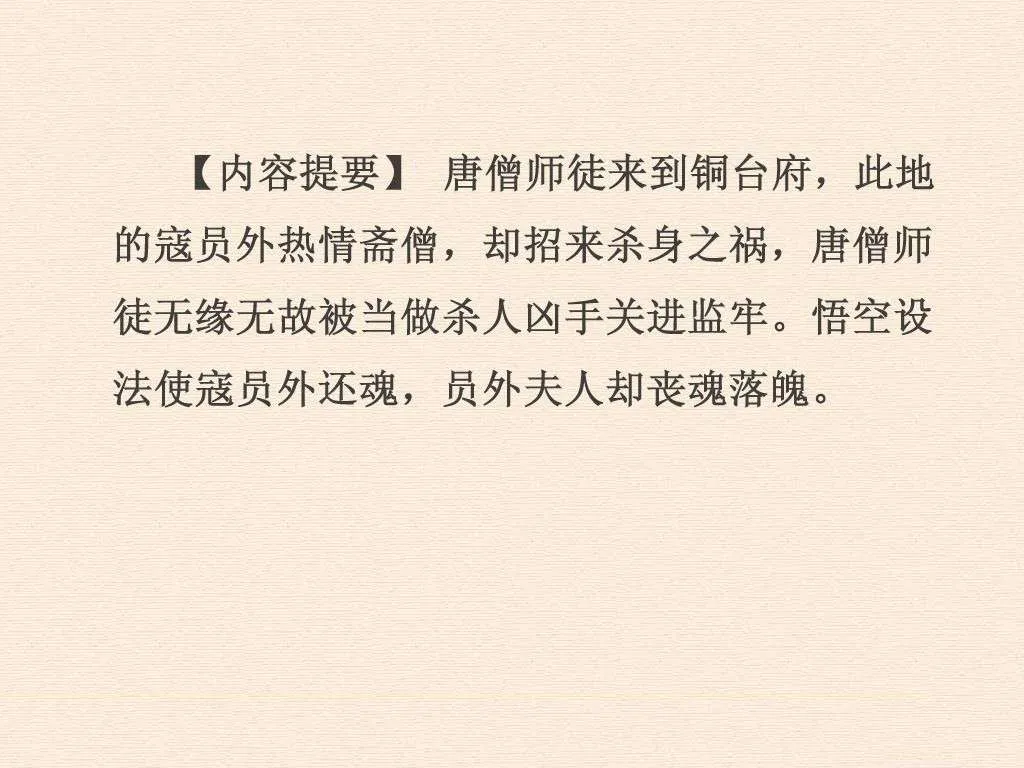 【内容提要】 唐僧师徒来到铜台府，此地
的寇员外热情斋僧，却招来杀身之祸，唐僧师
徒无缘无故被当做杀人凶手关进监牢。悟空设
法使寇员外还魂，员外夫人却丧魂落魄。